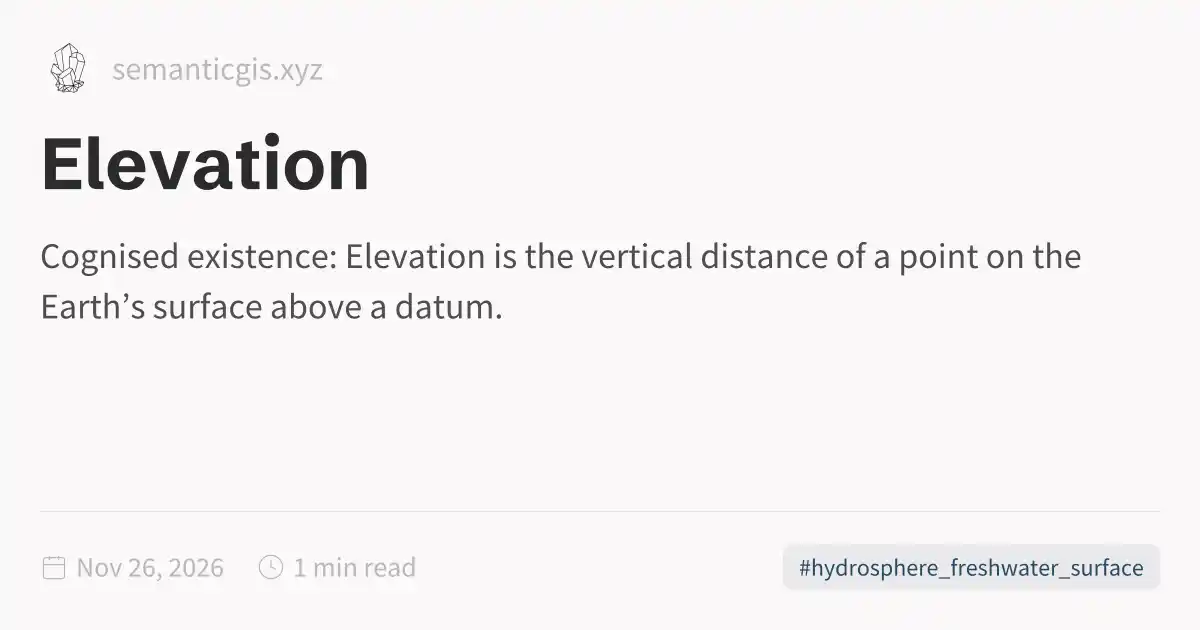 semanticgis.xyz
Elevation
Cognised existence: Elevation is the vertical distance of a point on the
Earth’s surface above a datum.
Nov 26, 2026 1 min read
#hydrosphere_freshwater_surface